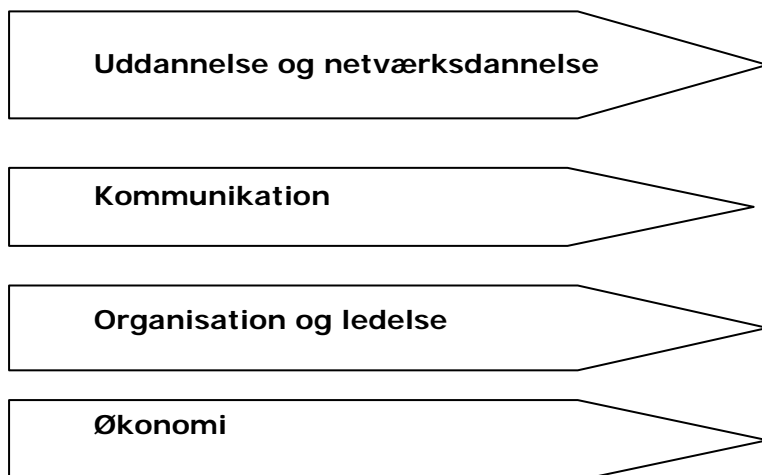 Uddannelse og netværksdannelse
Kommunikation
Organisation og ledelse
Økonomi